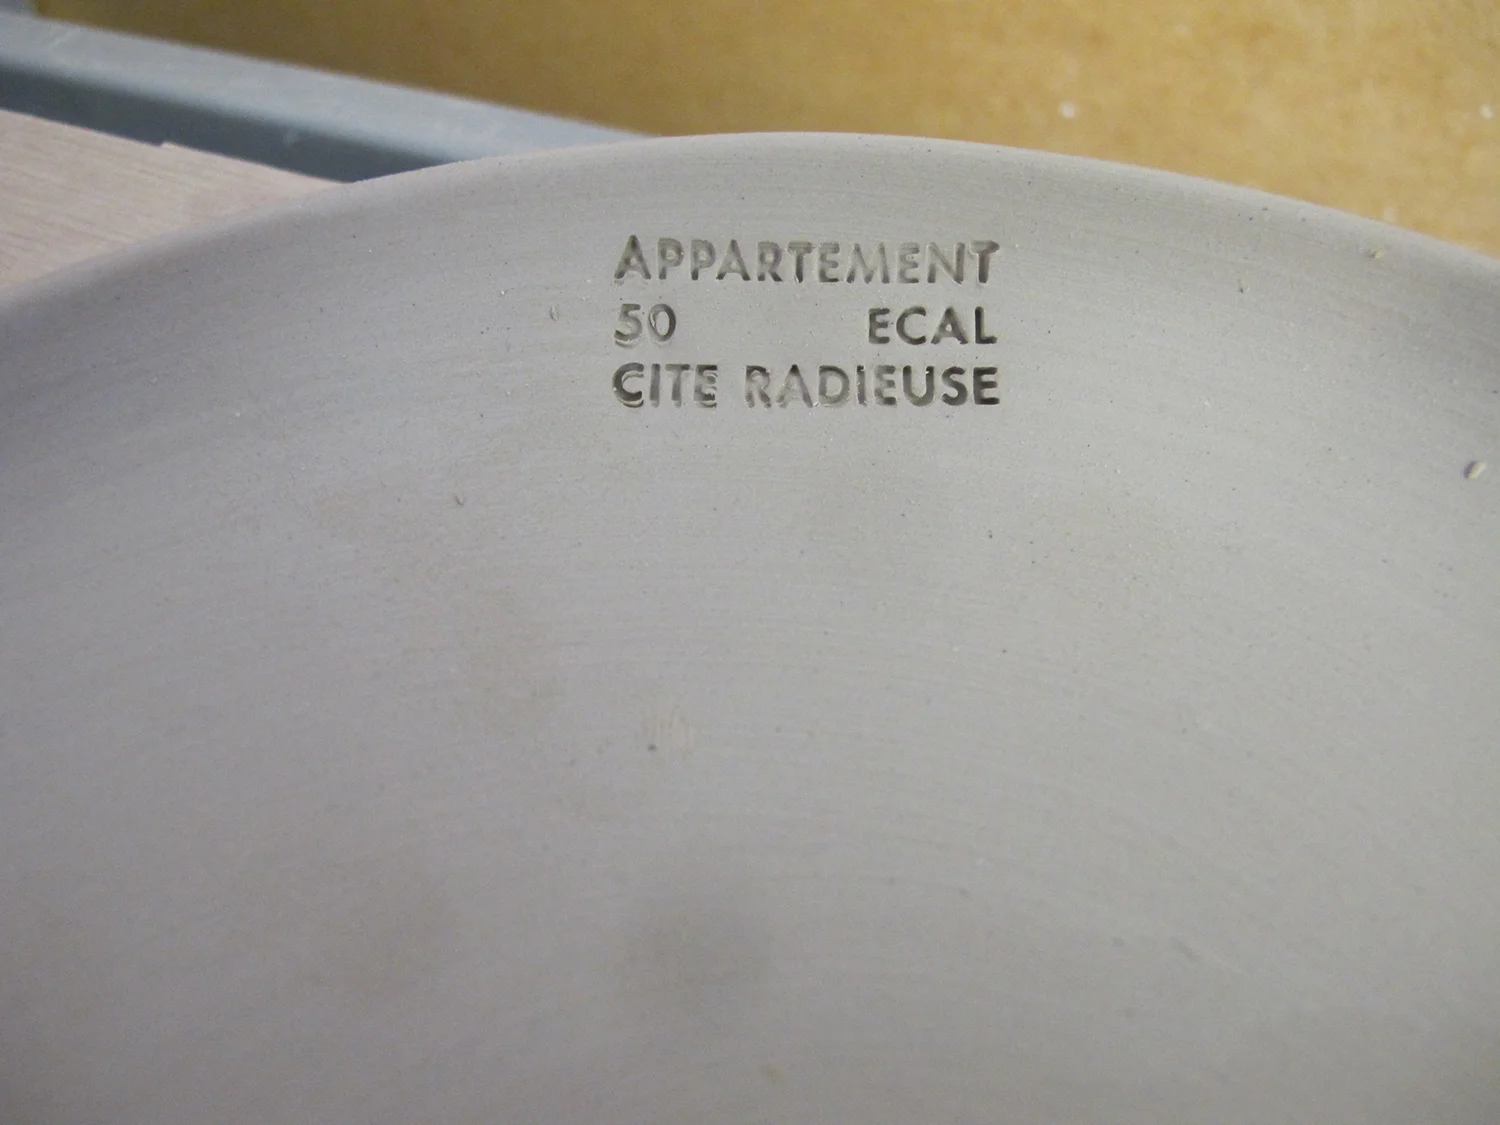 APPARTEMENT
50 ECAL
CITE RADIEUSE